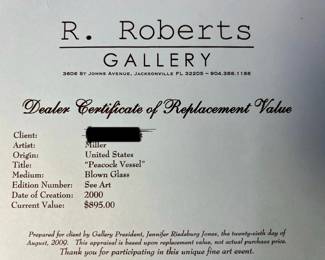 R. Roberts
GALLERY
3606 St Johns Avenue, Jacksonville FL 32205 ~ 904.388.1188
Dealer Certificate of Replacement Value
Client:
Artist: Miller
Origin: United States
Title: "Peacock Vessel"
Medium: Blown Glass
Edition Number: See Art
Date of Creation: 2000
Current Value: $895.00
Prepared for client by Gallery President, Jennifer Riedsburg Jones, the twenty-ninth day of
August, 2009. This appraisal is based upon replacement value, not actual purchase price.
Thank you for participating in this unique fine art event.